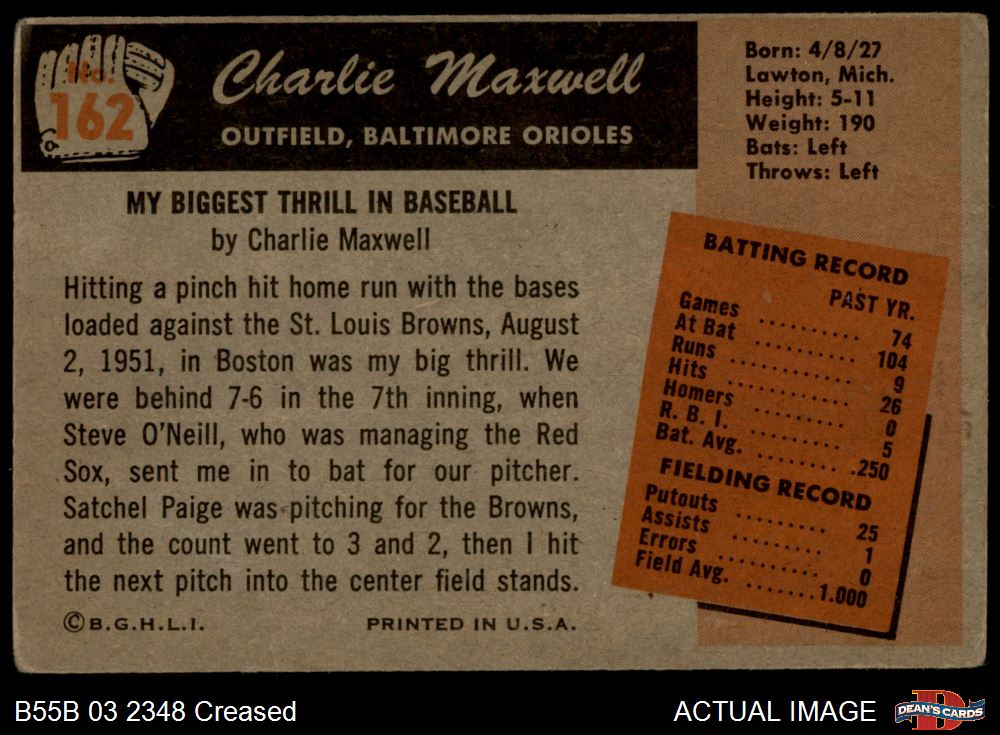 No.
162
Charlie Maxwell
OUTFIELD, BALTIMORE ORIOLES
Born: 4/8/27
Lawton, Mich.
Height: 5-11
Weight: 190
Bats: Left
Throws: Left
MY BIGGEST THRILL IN BASEBALL
by Charlie Maxwell
Hitting a pinch hit home run with the bases
loaded against the St. Louis Browns, August
2, 1951, in Boston was my big thrill. We
were behind 7-6 in the 7th inning, when
Steve O'Neill, who was managing the Red
Sox, sent me in to bat for our pitcher.
Satchel Paige was pitching for the Browns,
and the count went to 3 and 2, then I hit
the next pitch into the center field stands.
©B.G.H.L.I. PRINTED IN U.S.A.
BATTING RECORD
PAST YR.
Games .......... 74
At Bat .......... 104
Runs .......... 9
Hits .......... 26
Homers .......... 0
R. B. I. .......... 5
Bat. Avg. .......... .250
FIELDING RECORD
Putouts .......... 25
Assists .......... 1
Errors .......... 0
Field Avg. ........1.000
B55B 03 2348 Creased
ACTUAL IMAGE
DEAN'S CARDS